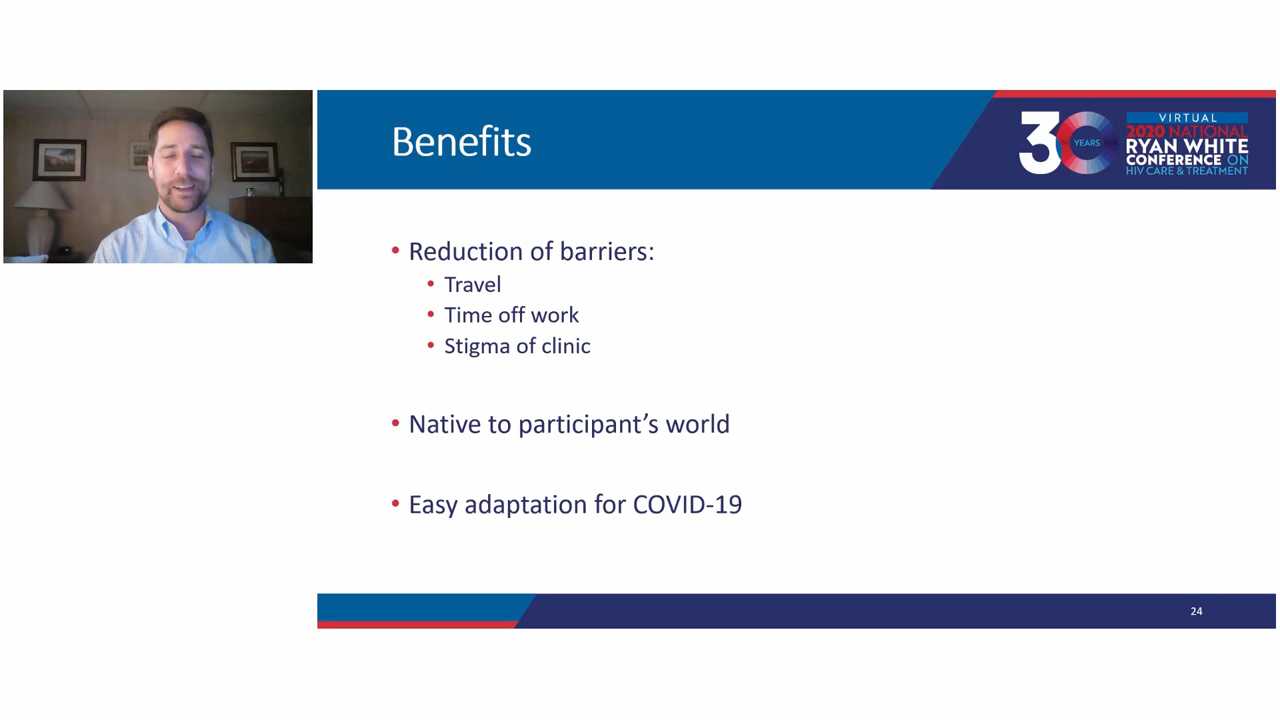 Benefits
30
YEARS
VIRTUAL
2020 NATIONAL
RYAN WHITE
CONFERENCE ON
HIV CARE & TREATMENT
• Reduction of barriers:
• Travel
• Time off work
• Stigma of clinic
• Native to participant’s world
• Easy adaptation for COVID-19
24